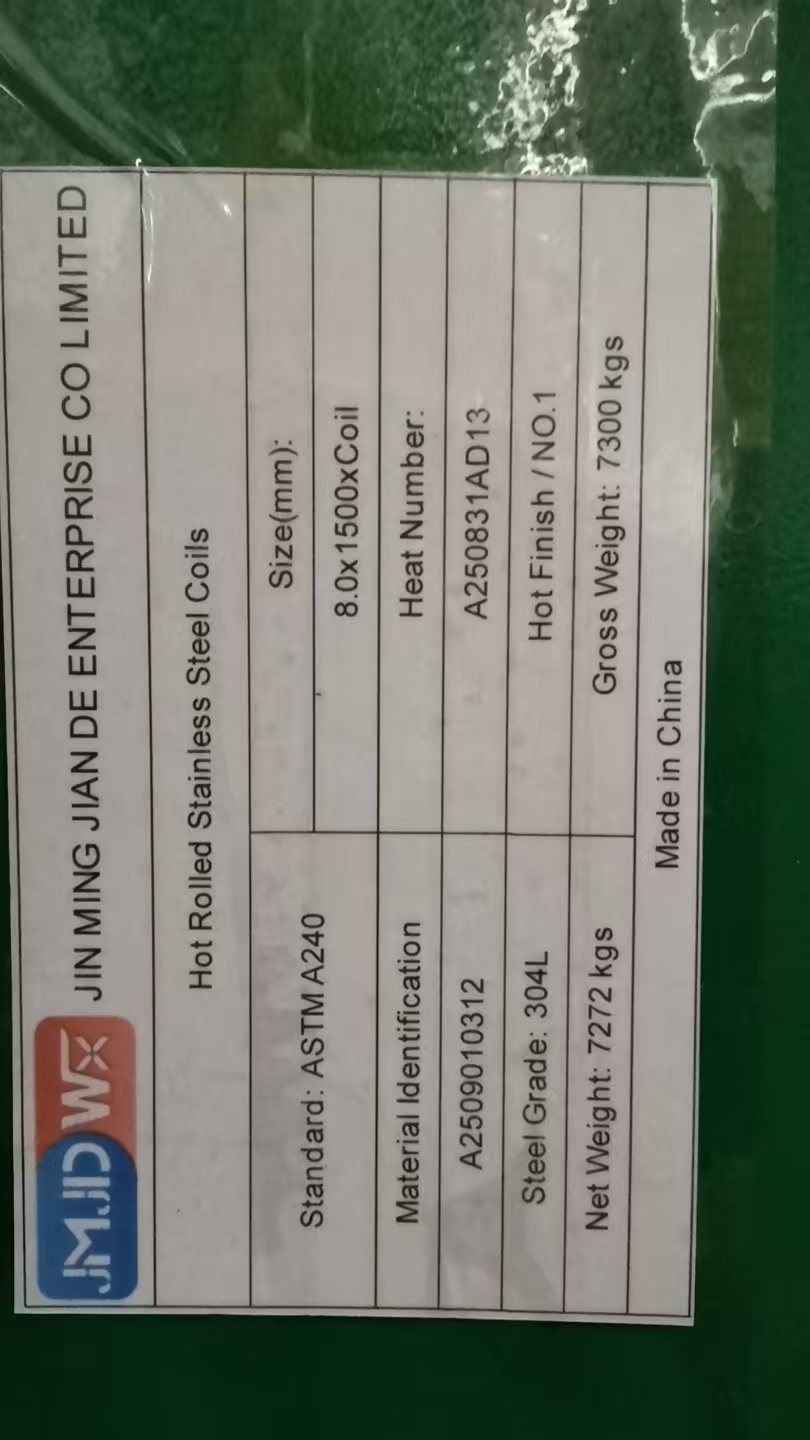 JMJD WX JIN MING JIAN DE ENTERPRISE CO LIMITED
Hot Rolled Stainless Steel Coils
Standard: ASTM A240
Size(mm):
8.0x1500xCoil
Material Identification
Heat Number:
A2509010312
A250831AD13
Steel Grade: 304L
Hot Finish / NO.1
Net Weight: 7272 kgs
Gross Weight: 7300 kgs
Made in China